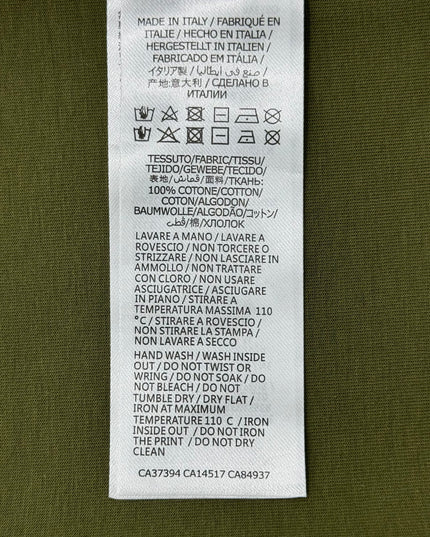 MADE IN ITALY / FABRIQUÉ EN
ITALIE / HECHO EN ITALIA /
HERGESTELLT IN ITALIEN /
FABRICADO EM ITÁLIA /
イタリア製 / صنع في ايطاليا /
产地:意大利 / СДЕЛАНО В
ИТАЛИИ
TESSUTO/FABRIC/TISSU/
TEJIDO/GEWEBE/TECIDO/
表地/قماش/面料/ТКАНЬ:
100% COTONE/COTTON/
COTON/ALGODON/
BAUMWOLLE/ALGODÃO/コットン/
قطن/棉/ХЛОПОК
LAVARE A MANO / LAVARE A
ROVESCIO / NON TORCERE O
STRIZZARE / NON LASCIARE IN
AMMOLLO / NON TRATTARE
CON CLORO / NON USARE
ASCIUGATRICE / ASCIUGARE
IN PIANO / STIRARE A
TEMPERATURA MASSIMA 110
°C / STIRARE A ROVESCIO /
NON STIRARE LA STAMPA /
NON LAVARE A SECCO
HAND WASH / WASH INSIDE
OUT / DO NOT TWIST OR
WRING / DO NOT SOAK / DO
NOT BLEACH / DO NOT
TUMBLE DRY / DRY FLAT /
IRON AT MAXIMUM
TEMPERATURE 110 C / IRON
INSIDE OUT / DO NOT IRON
THE PRINT / DO NOT DRY
CLEAN
CA37394 CA14517 CA84937